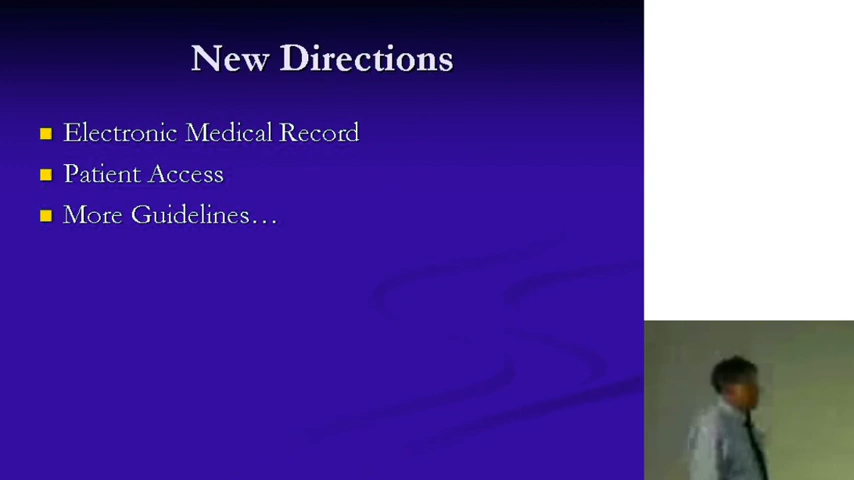 New Directions
Electronic Medical Record
Patient Access
More Guidelines…